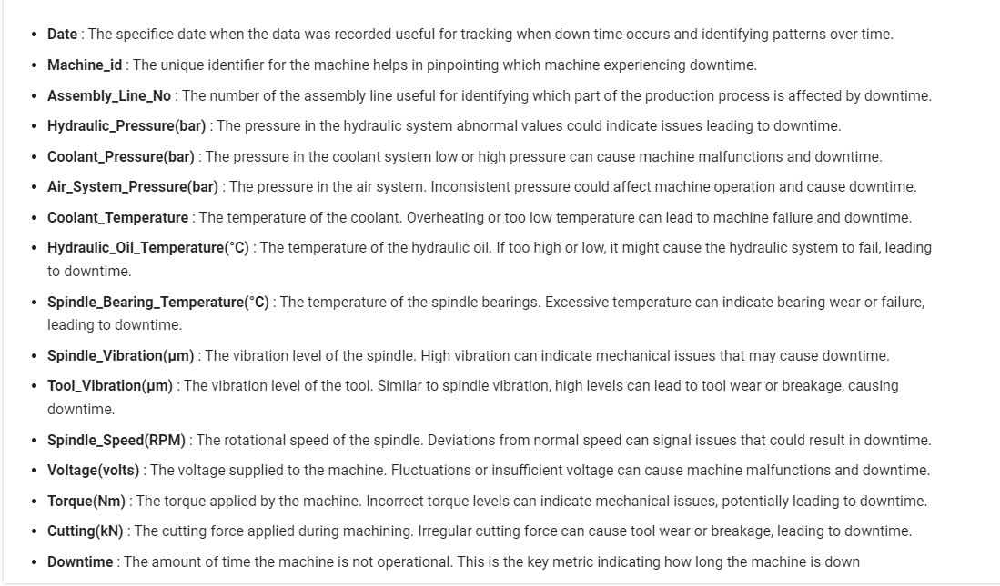 • Date : The specifice date when the data was recorded useful for tracking when down time occurs and identifying patterns over time.
• Machine_id : The unique identifier for the machine helps in pinpointing which machine experiencing downtime.
• Assembly_Line_No : The number of the assembly line useful for identifying which part of the production process is affected by downtime.
• Hydraulic_Pressure(bar) : The pressure in the hydraulic system abnormal values could indicate issues leading to downtime.
• Coolant_Pressure(bar) : The pressure in the coolant system low or high pressure can cause machine malfunctions and downtime.
• Air_System_Pressure(bar) : The pressure in the air system. Inconsistent pressure could affect machine operation and cause downtime.
• Coolant_Temperature : The temperature of the coolant. Overheating or too low temperature can lead to machine failure and downtime.
• Hydraulic_Oil_Temperature(°C) : The temperature of the hydraulic oil. If too high or low, it might cause the hydraulic system to fail, leading
to downtime.
• Spindle_Bearing_Temperature(°C) : The temperature of the spindle bearings. Excessive temperature can indicate bearing wear or failure,
leading to downtime.
• Spindle_Vibration(µm) : The vibration level of the spindle. High vibration can indicate mechanical issues that may cause downtime.
• Tool_Vibration(µm) : The vibration level of the tool. Similar to spindle vibration, high levels can lead to tool wear or breakage, causing
downtime.
• Spindle_Speed(RPM) : The rotational speed of the spindle. Deviations from normal speed can signal issues that could result in downtime.
• Voltage(volts) : The voltage supplied to the machine. Fluctuations or insufficient voltage can cause machine malfunctions and downtime.
• Torque(Nm) : The torque applied by the machine. Incorrect torque levels can indicate mechanical issues, potentially leading to downtime.
• Cutting(kN) : The cutting force applied during machining. Irregular cutting force can cause tool wear or breakage, leading to downtime.
• Downtime : The amount of time the machine is not operational. This is the key metric indicating how long the machine is down